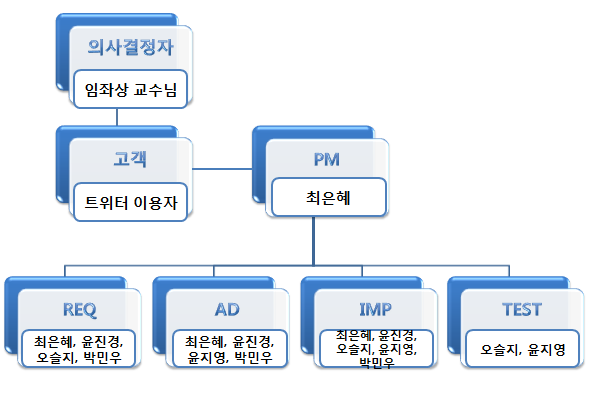 의사결정자
임좌상 교수님
고객
트위터 이용자
PM
최은혜
REQ
최은혜, 윤진경,
오슬지, 박민우
AD
최은혜, 윤진경,
윤지영, 박민우
IMP
최은혜, 윤진경,
오슬지, 윤지영,
박민우
TEST
오슬지, 윤지영